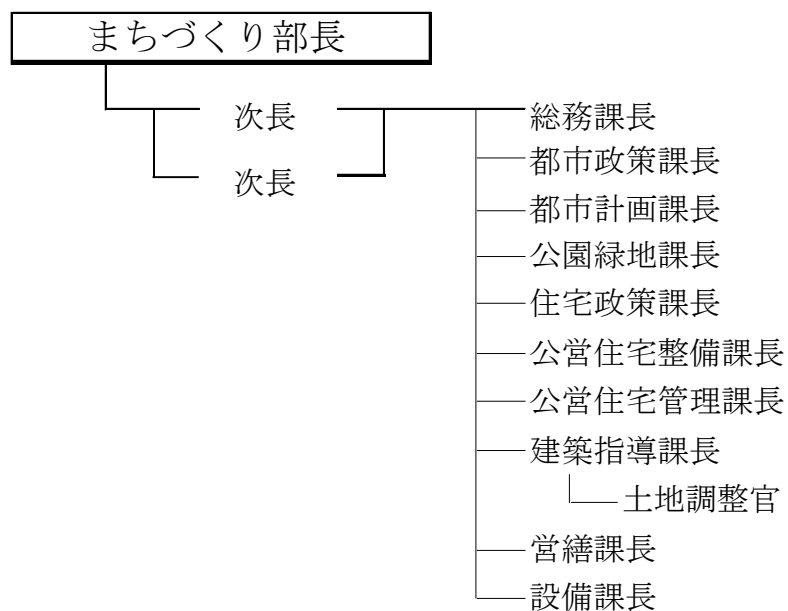 まちづくり部長
次長
総務課長
次長
都市政策課長
都市計画課長
公園緑地課長
住宅政策課長
公営住宅整備課長
公営住宅管理課長
建築指導課長
土地調整官
営繕課長
設備課長